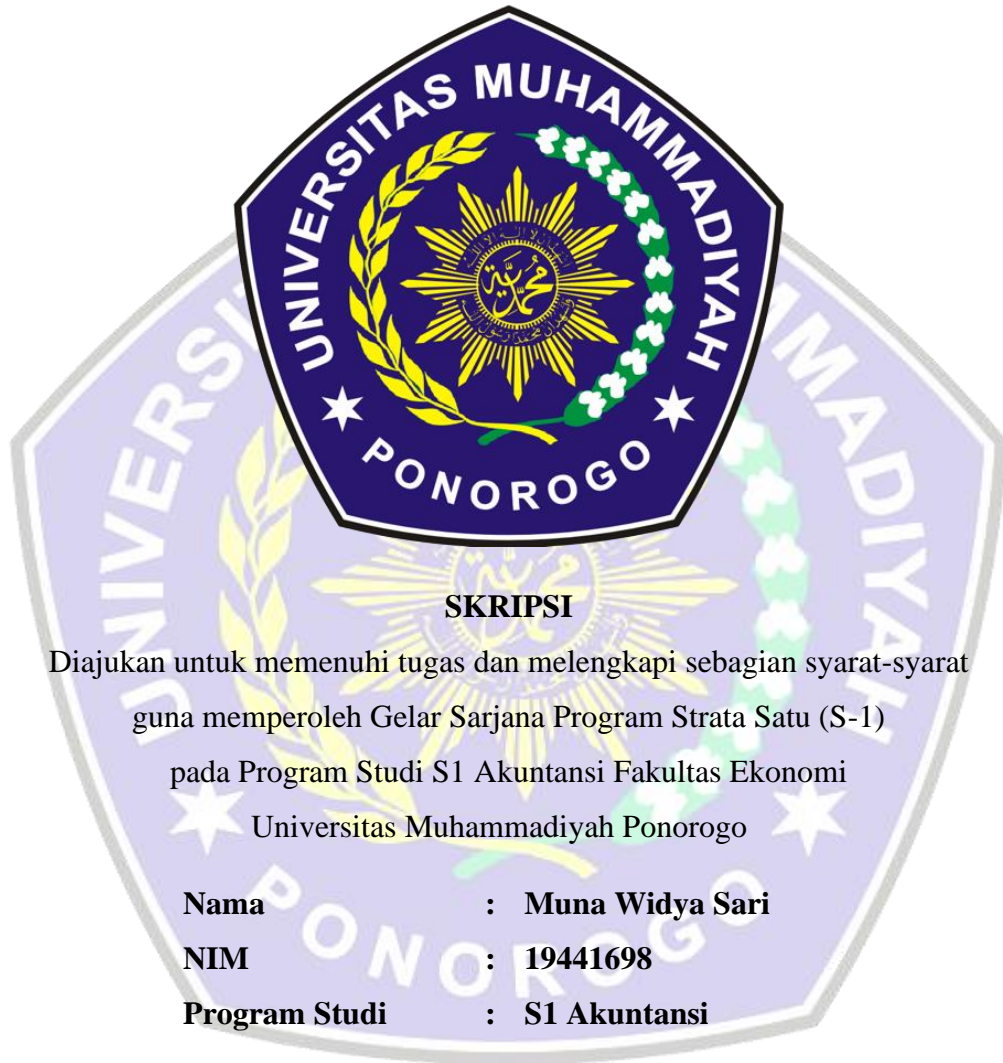 UNIVERSITAS MUHAMMADIYAH
PONOROGO
محمدية
SKRIPSI
Diajukan untuk memenuhi tugas dan melengkapi sebagian syarat-syarat
guna memperoleh Gelar Sarjana Program Strata Satu (S-1)
pada Program Studi S1 Akuntansi Fakultas Ekonomi
Universitas Muhammadiyah Ponorogo
Nama : Muna Widya Sari
NIM : 19441698
Program Studi : S1 Akuntansi